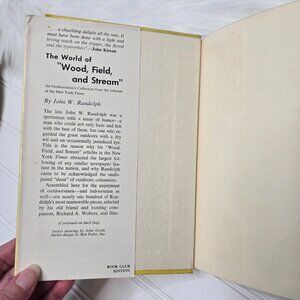 ". . . a chuckling delight all the way. It
must have been done with a light and
loving touch on the trigger, the flyrod
and the typewriter."—John Kieran
The World of
"Wood, Field,
and Stream"
An Outdoorsman's Collection from the columns
of the New York Times
By John W. Randolph
The late John W. Randolph was a
sportsman with a sense of humor—a
man who could not only hunt and fish
with the best of them, but one who re-
garded the great outdoors with a dry
wit and an occasionally jaundiced eye.
This is the reason why his "Wood,
Field, and Stream" articles in the New
York Times attracted the largest fol-
lowing of any similar newspaper featur
in the nation, and why Randolph
came to be acknowledged the undis-
puted "dean" of outdoors columnists.
Assembled here for the enjoyment
of outdoorsmen—and indoorsmen as
well—are nearly one hundred of Ran-
dolph's most memorable pieces, selected
by his old friend and hunting com-
panion, Richard A. Wolters, and illus-
(Continued on back flap)
Jacket drawing by John Groth
Jacket design by Ben Feder, Inc.
BOOK CLUB
EDITION